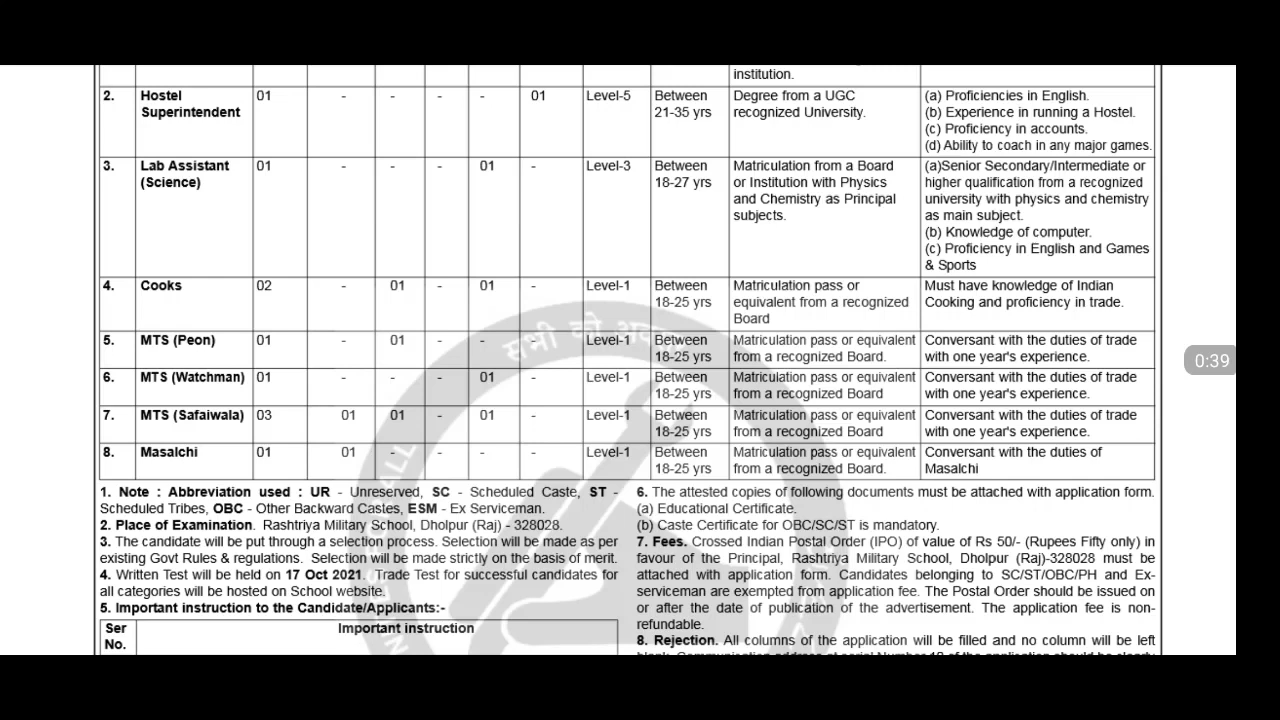 institution.
2. Hostel Superintendent 01 - - - - 01 Level-5 Between 21-35 yrs Degree from a UGC recognized University. (a) Proficiencies in English.
(b) Experience in running a Hostel.
(c) Proficiency in accounts.
(d) Ability to coach in any major games.
3. Lab Assistant (Science) 01 - - - 01 - Level-3 Between 18-27 yrs Matriculation from a Board or Institution with Physics and Chemistry as Principal subjects. (a)Senior Secondary/Intermediate or higher qualification from a recognized university with physics and chemistry as main subject.
(b) Knowledge of computer.
(c) Proficiency in English and Games & Sports
4. Cooks 02 - 01 - 01 - Level-1 Between 18-25 yrs Matriculation pass or equivalent from a recognized Board Must have knowledge of Indian Cooking and proficiency in trade.
5. MTS (Peon) 01 - 01 - - - Level-1 Between 18-25 yrs Matriculation pass or equivalent from a recognized Board. Conversant with the duties of trade with one year's experience.
6. MTS (Watchman) 01 - - - 01 - Level-1 Between 18-25 yrs Matriculation pass or equivalent from a recognized Board Conversant with the duties of trade with one year's experience.
7. MTS (Safaiwala) 03 01 01 - 01 - Level-1 Between 18-25 yrs Matriculation pass or equivalent from a recognized Board Conversant with the duties of trade with one year's experience.
8. Masalchi 01 01 - - - - Level-1 Between 18-25 yrs Matriculation pass or equivalent from a recognized Board. Conversant with the duties of Masalchi
1. Note : Abbreviation used : UR - Unreserved, SC - Scheduled Caste, ST -
Scheduled Tribes, OBC - Other Backward Castes, ESM - Ex Serviceman.
2. Place of Examination. Rashtriya Military School, Dholpur (Raj) - 328028.
3. The candidate will be put through a selection process. Selection will be made as per
existing Govt Rules & regulations. Selection will be made strictly on the basis of merit.
4. Written Test will be held on 17 Oct 2021. Trade Test for successful candidates for
all categories will be hosted on School website.
5. Important instruction to the Candidate/Applicants:-
Ser No. Important instruction
6. The attested copies of following documents must be attached with application form.
(a) Educational Certificate.
(b) Caste Certificate for OBC/SC/ST is mandatory.
7. Fees. Crossed Indian Postal Order (IPO) of value of Rs 50/- (Rupees Fifty only) in
favour of the Principal, Rashtriya Military School, Dholpur (Raj)-328028 must be
attached with application form. Candidates belonging to SC/ST/OBC/PH and Ex-
serviceman are exempted from application fee. The Postal Order should be issued on
or after the date of publication of the advertisement. The application fee is non-
refundable.
8. Rejection. All columns of the application will be filled and no column will be left
सभी को
0:39